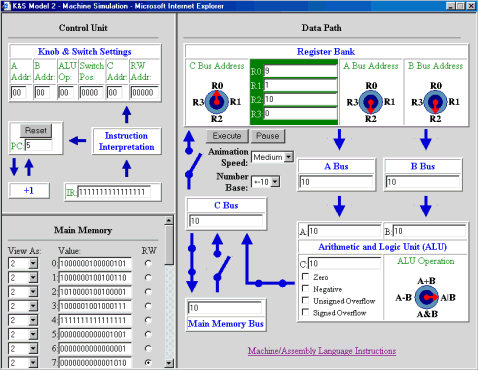 K&S Model 2 - Machine Simulation - Microsoft Internet Explorer
Control Unit
Knob & Switch Settings
A Addr: B Addr: ALU Op: Switch Pos: C Addr: RW Addr:
00 00 00 0000 00 00000
Reset
PC: 5
Instruction Interpretation
+1
IR: 1111111111111111
Main Memory
View As: Value: RW
2 0: 1000000100000101
2 1: 1000000100100110
2 2: 1010000100100001
2 3: 1000001001000111
2 4: 1111111111111111
2 5: 0000000000001001
2 6: 0000000000000001
2 7: 0000000000001010
Data Path
Register Bank
C Bus Address
R0
R3 R1
R2
R0: 9
R1: 1
R2: 10
R3: 0
A Bus Address
R0
R3 R1
R2
B Bus Address
R0
R3 R1
R2
Execute Pause
Animation Speed: Medium
Number Base: +-10
A Bus
10
B Bus
10
C Bus
10
10
Main Memory Bus
A: 10 B: 10
Arithmetic and Logic Unit (ALU)
C: 10
Zero
Negative
Unsigned Overflow
Signed Overflow
ALU Operation
A+B
A-B A|B
A&B
Machine/Assembly Language Instructions